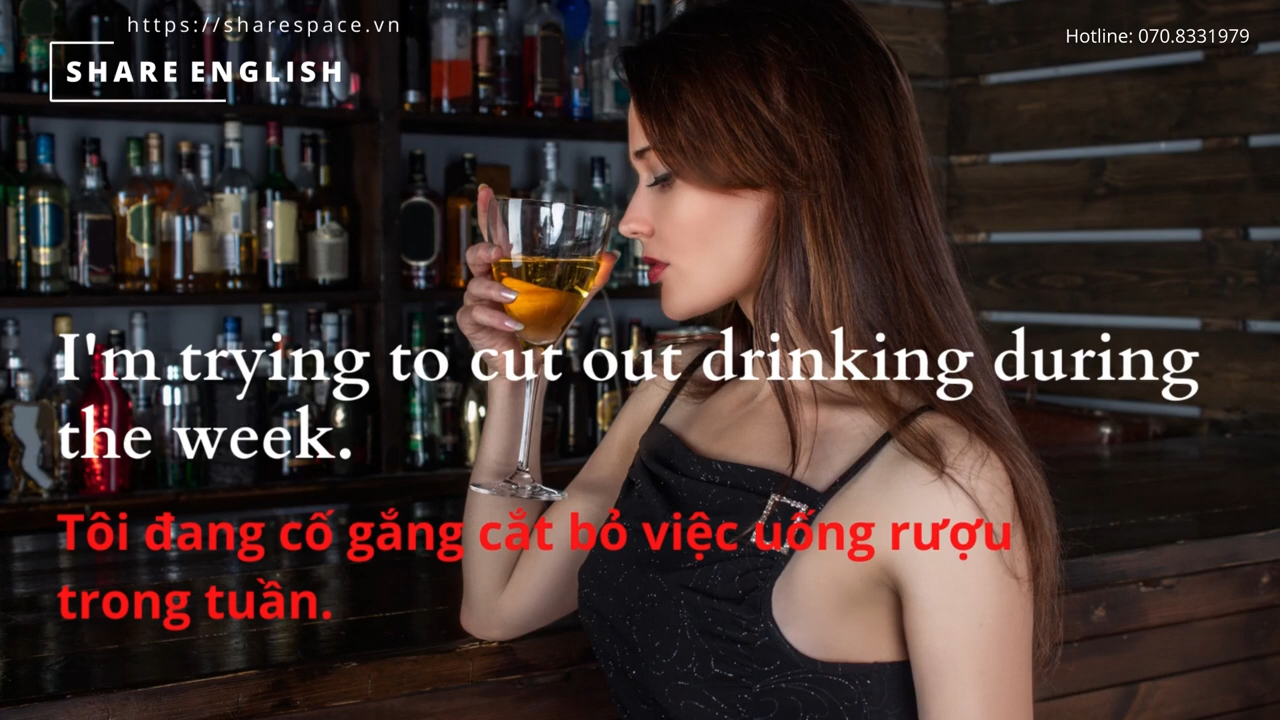 https://sharespace.vn
SHARE ENGLISH
Hotline: 070.8331979
I'm trying to cut out drinking during
the week.
Tôi đang cố gắng cắt bỏ việc uống rượu
trong tuần.